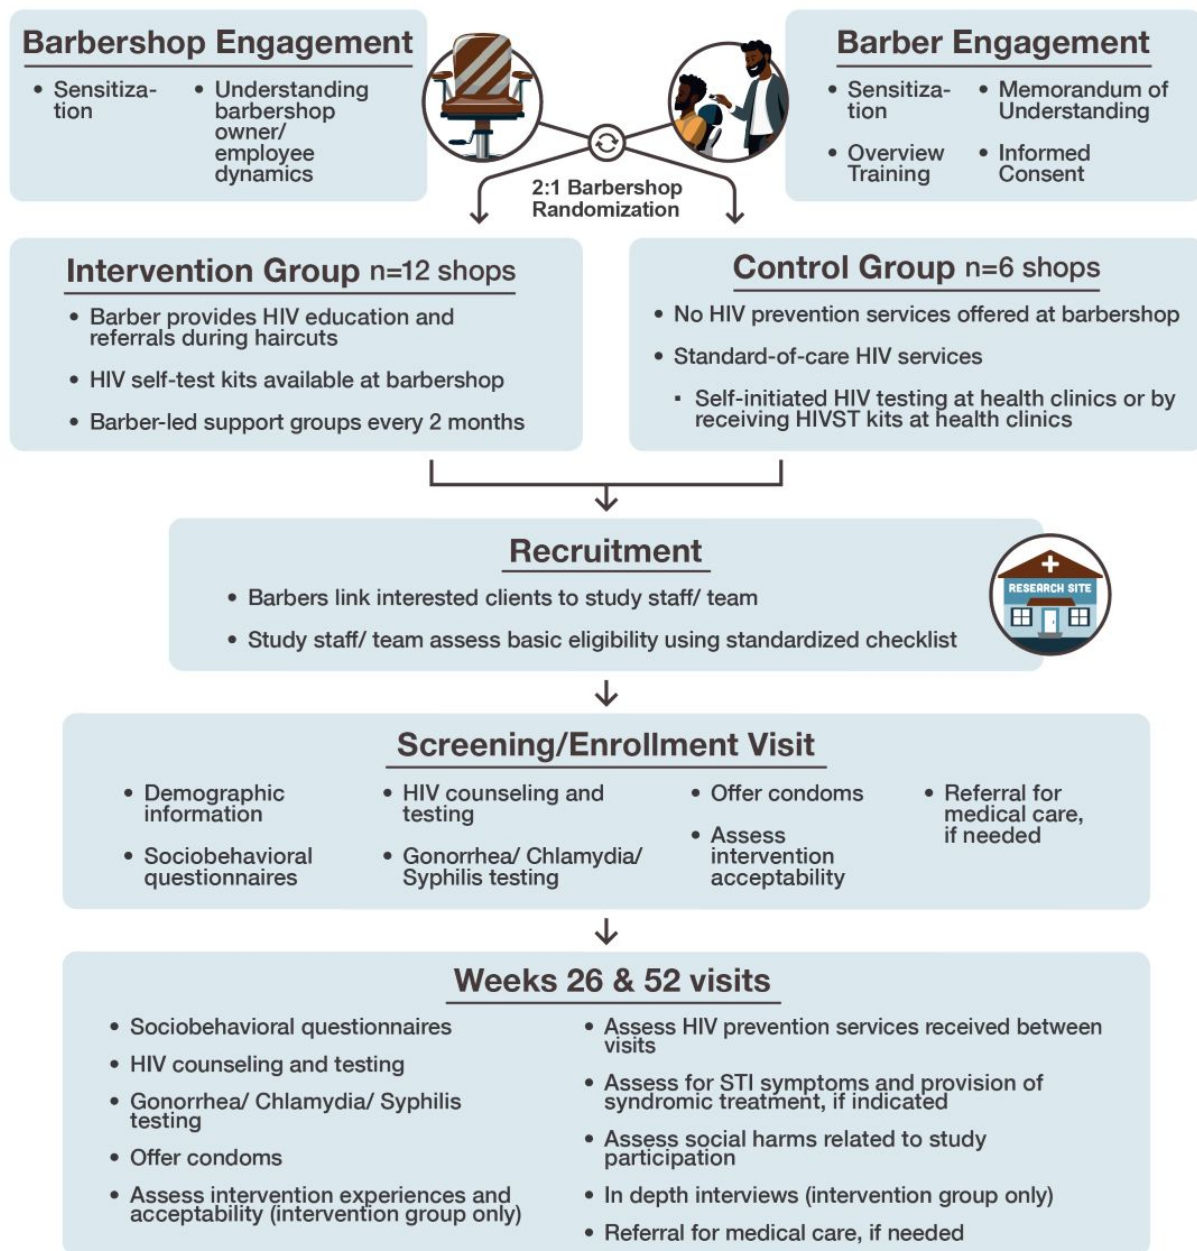 Barbershop Engagement
• Sensitiza-
tion
• Understanding
barbershop
owner/
employee
dynamics
Barber Engagement
• Sensitiza-
tion
• Overview
Training
• Memorandum of
Understanding
• Informed
Consent
2:1 Barbershop
Randomization
Intervention Group n=12 shops
• Barber provides HIV education and
referrals during haircuts
• HIV self-test kits available at barbershop
• Barber-led support groups every 2 months
Control Group n=6 shops
• No HIV prevention services offered at barbershop
• Standard-of-care HIV services
▪ Self-initiated HIV testing at health clinics or by
receiving HIVST kits at health clinics
Recruitment
• Barbers link interested clients to study staff/ team
• Study staff/ team assess basic eligibility using standardized checklist
RESEARCH SITE
Screening/Enrollment Visit
• Demographic
information
• Sociobehavioral
questionnaires
• HIV counseling and
testing
• Gonorrhea/ Chlamydia/
Syphilis testing
• Offer condoms
• Assess
intervention
acceptability
• Referral for
medical care,
if needed
Weeks 26 & 52 visits
• Sociobehavioral questionnaires
• HIV counseling and testing
• Gonorrhea/ Chlamydia/ Syphilis
testing
• Offer condoms
• Assess intervention experiences and
acceptability (intervention group only)
• Assess HIV prevention services received between
visits
• Assess for STI symptoms and provision of
syndromic treatment, if indicated
• Assess social harms related to study
participation
• In depth interviews (intervention group only)
• Referral for medical care, if needed